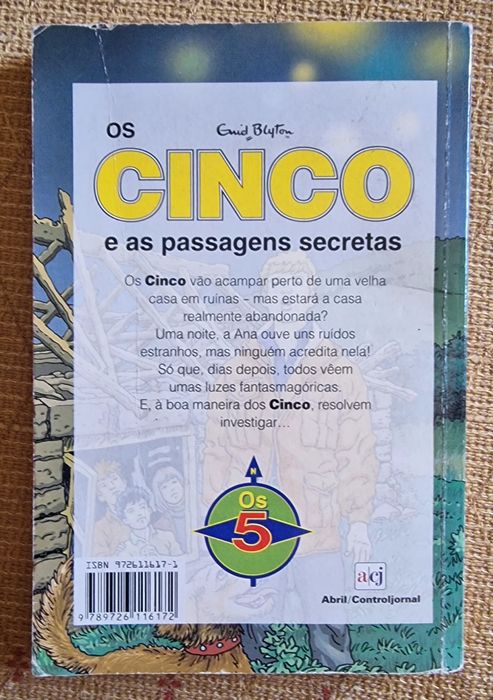 OS
Enid Blyton
CINCO
e as passagens secretas
Os Cinco vão acampar perto de uma velha
casa em ruínas – mas estará a casa
realmente abandonada?
Uma noite, a Ana ouve uns ruídos
estranhos, mas ninguém acredita nela!
Só que, dias depois, todos vêem
umas luzes fantasmagóricas.
E, à boa maneira dos Cinco, resolvem
investigar...
N
Os
5
ISBN 972611617-1
9 789726 116172
a/cj
Abril/Controljornal